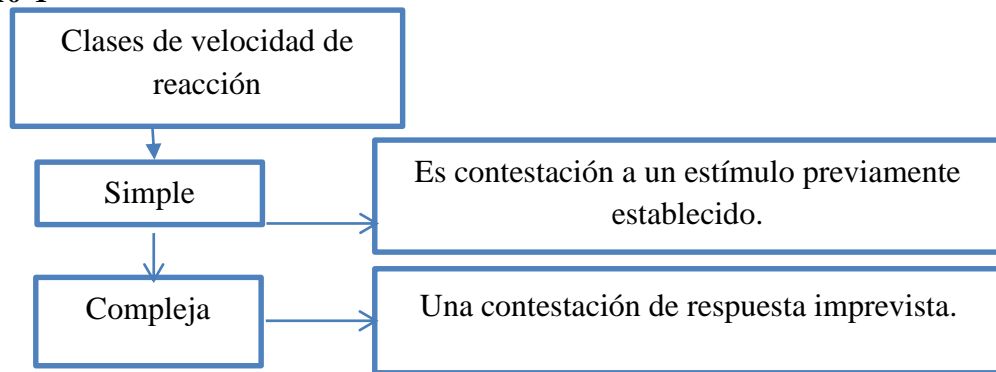 Clases de velocidad de
reacción
Simple
Es contestación a un estímulo previamente
establecido.
Compleja
Una contestación de respuesta imprevista.